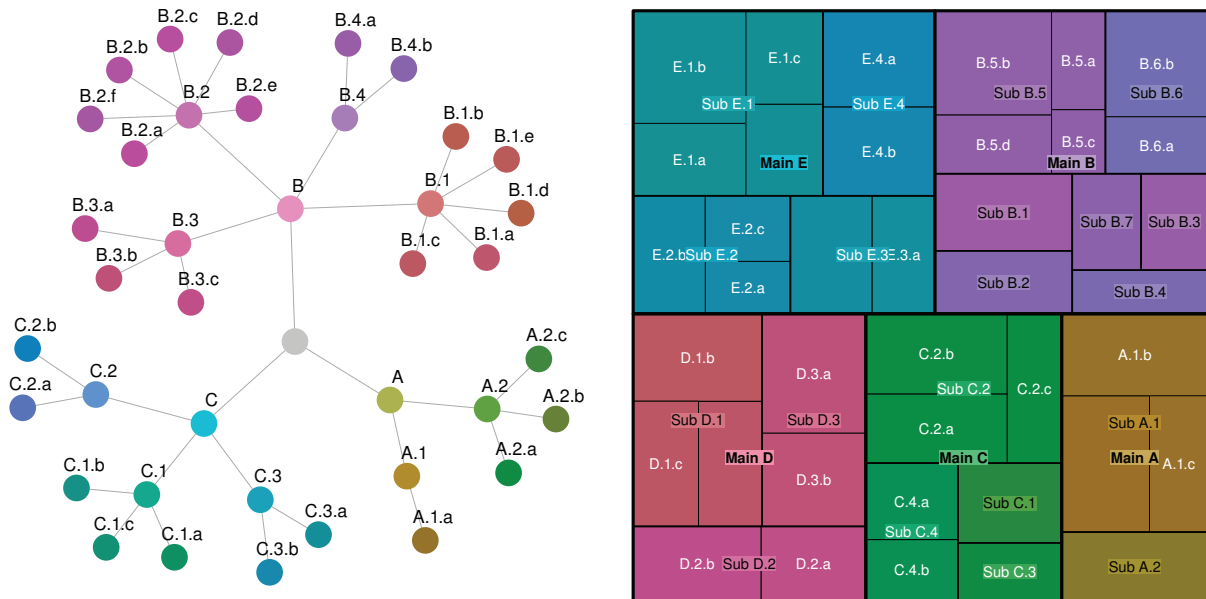 B.2.c
B.2.d
B.2.b
B.2.f
B.2
B.2.e
B.2.a
B.4.a
B.4.b
B.4
B.1.b
B.1.e
B.1.d
B.1
B.1.c
B.1.a
B
B.3.a
B.3
B.3.b
B.3.c
C.2.b
C.2
C.2.a
C
C.1.b
C.1
C.1.c
C.1.a
C.3
C.3.a
C.3.b
A
A.2.c
A.2
A.2.b
A.2.a
A.1
A.1.a
E.1.b
E.1.c
Sub E.1
E.1.a
Main E
E.4.a
Sub E.4
E.4.b
E.2.b
Sub E.2
E.2.c
E.2.a
Sub E.3
E.3.a
B.5.b
B.5.a
Sub B.5
B.5.d
B.5.c
Main B
B.6.b
Sub B.6
B.6.a
Sub B.1
Sub B.7
Sub B.3
Sub B.2
Sub B.4
D.1.b
Sub D.1
D.1.c
Main D
D.3.a
Sub D.3
D.3.b
D.2.b
Sub D.2
D.2.a
C.2.b
Sub C.2
C.2.c
C.2.a
Main C
C.4.a
Sub C.4
C.4.b
Sub C.1
Sub C.3
A.1.b
Sub A.1
Main A
A.1.c
Sub A.2